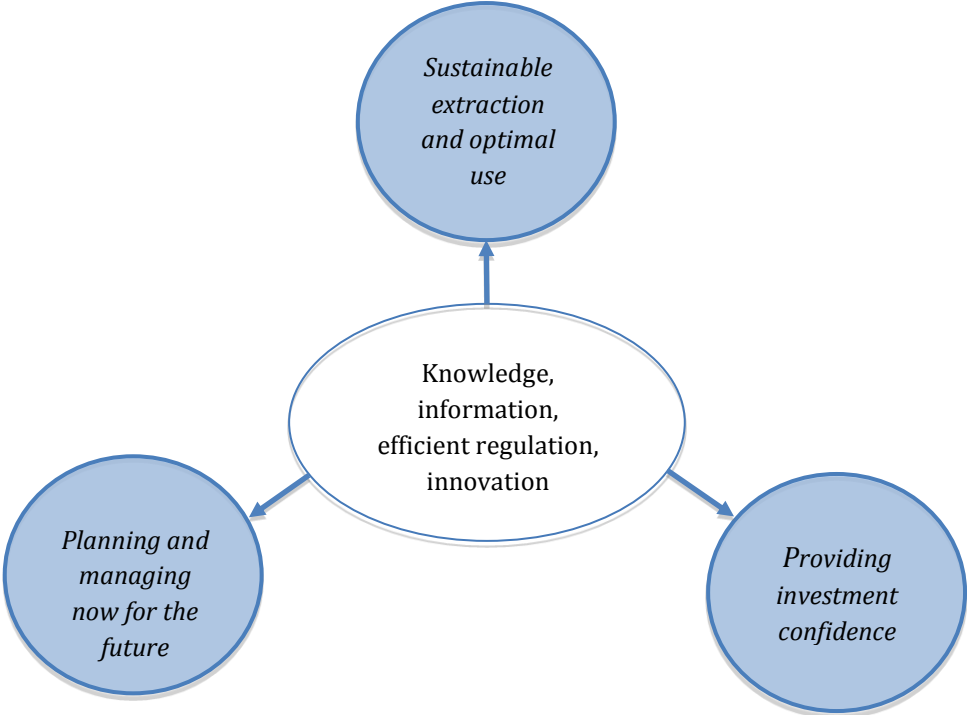 Sustainable
extraction
and optimal
use
Knowledge,
information,
efficient regulation,
innovation
Planning and
managing
now for the
future
Providing
investment
confidence